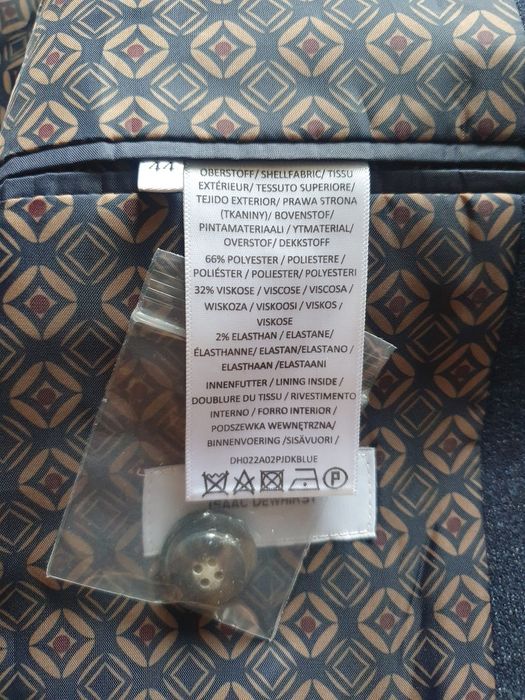 44
OBERSTOFF/ SHELLFABRIC/ TISSU
EXTÉRIEUR/ TESSUTO SUPERIORE/
TEJIDO EXTERIOR/ PRAWA STRONA
(TKANINY)/ BOVENSTOF/
PINTAMATERIAALI / YTMATERIAL/
OVERSTOF/ DEKKSTOFF
66% POLYESTER / POLIESTERE /
POLIÉSTER / POLIESTER/ POLYESTERI
32% VISKOSE / VISCOSE / VISCOSA /
WISKOZA / VISKOOSI / VISKOS /
VISKOSE
2% ELASTHAN / ELASTANE/
ÉLASTHANNE/ ELASTAN/ELASTANO /
ELASTHAAN /ELASTAANI
INNENFUTTER / LINING INSIDE /
DOUBLURE DU TISSU / RIVESTIMENTO
INTERNO / FORRO INTERIOR /
PODSZEWKA WEWNĘTRZNA/
BINNENVOERING /SISÄVUORI /
DH022A02PJDKBLUE
P
ISAAC DEWHIRST